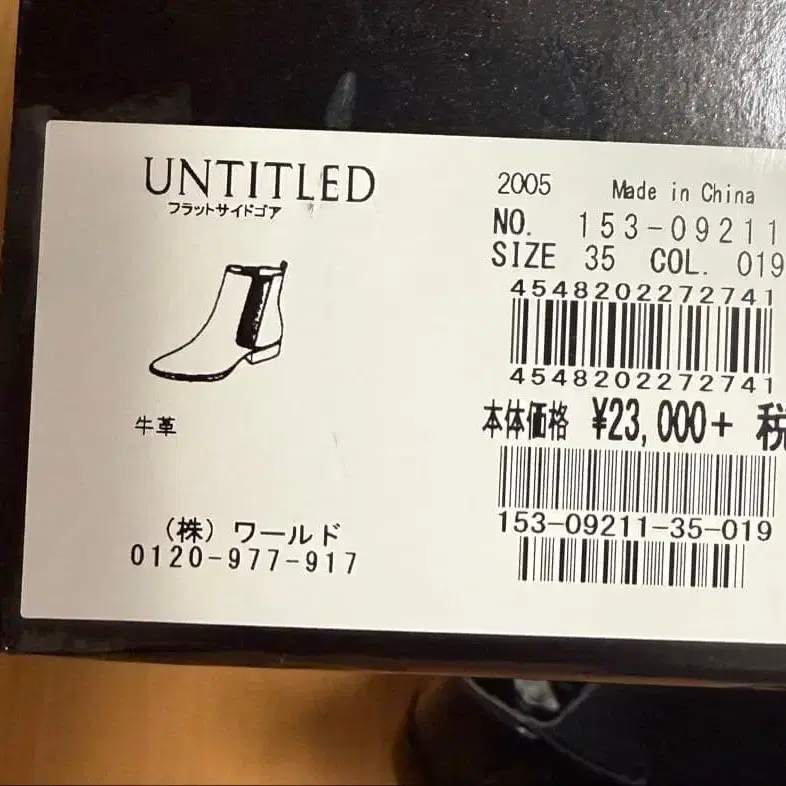 UNTITLED
フラットサイドゴア
牛革
(株) ワールド
0120-977-917
2005 Made in China
NO. 153-09211
SIZE 35 COL. 019
4548202272741
4548202272741
本体価格 ¥23,000+ 税
153-09211-35-019